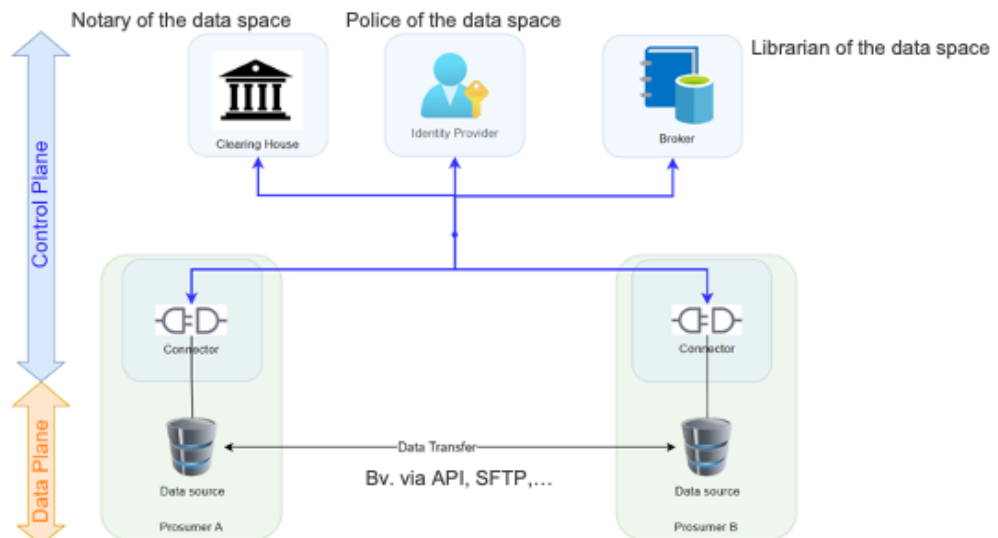 Notary of the data space
Police of the data space
Librarian of the data space
Clearing House
Identity Provider
Broker
Control Plane
Connector
Connector
Data Plane
Data Transfer
Bv. via API, SFTP,...
Data source
Data source
Prosumer A
Prosumer B